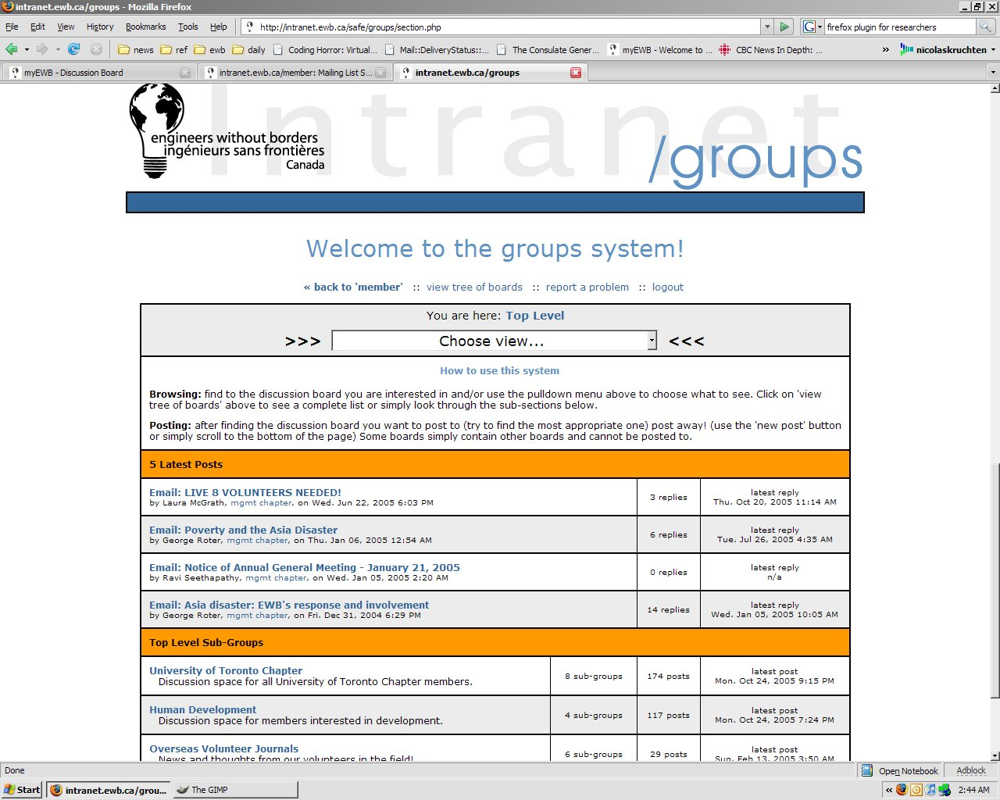 intranet.ewb.ca/groups - Mozilla Firefox
File Edit View History Bookmarks Tools Help
http://intranet.ewb.ca/safe/groups/section.php
firefox plugin for researchers
news ref ewb daily Coding Horror: Virtual... Mail::DeliveryStatus::... The Consulate Gener... myEWB - Welcome to ... CBC News In Depth: ... » nicolaskruchten
myEWB - Discussion Board intranet.ewb.ca/member: Mailing List S... intranet.ewb.ca/groups
Intranet
engineers without borders
ingénieurs sans frontières
Canada
/groups
Welcome to the groups system!
« back to 'member' :: view tree of boards :: report a problem :: logout
You are here: Top Level
>>> Choose view... <<<
How to use this system
Browsing: find to the discussion board you are interested in and/or use the pulldown menu above to choose what to see. Click on 'view
tree of boards' above to see a complete list or simply look through the sub-sections below.
Posting: after finding the discussion board you want to post to (try to find the most appropriate one) post away! (use the 'new post' button
or simply scroll to the bottom of the page) Some boards simply contain other boards and cannot be posted to.
5 Latest Posts
Email: LIVE 8 VOLUNTEERS NEEDED!
by Laura McGrath, mgmt chapter, on Wed. Jun 22, 2005 6:03 PM
3 replies
latest reply
Thu. Oct 20, 2005 11:14 AM
Email: Poverty and the Asia Disaster
by George Roter, mgmt chapter, on Thu. Jan 06, 2005 12:54 AM
6 replies
latest reply
Tue. Jul 26, 2005 4:35 AM
Email: Notice of Annual General Meeting - January 21, 2005
by Ravi Seethapathy, mgmt chapter, on Wed. Jan 05, 2005 2:20 AM
0 replies
latest reply
n/a
Email: Asia disaster: EWB's response and involvement
by George Roter, mgmt chapter, on Fri. Dec 31, 2004 6:29 PM
14 replies
latest reply
Wed. Jan 05, 2005 10:05 AM
Top Level Sub-Groups
University of Toronto Chapter
Discussion space for all University of Toronto Chapter members.
8 sub-groups
174 posts
latest post
Mon. Oct 24, 2005 9:15 PM
Human Development
Discussion space for members interested in development.
4 sub-groups
117 posts
latest post
Mon. Oct 24, 2005 7:24 PM
Overseas Volunteer Journals
News and thoughts from our volunteers in the field!
6 sub-groups
29 posts
latest post
Sun. Feb 13, 2005 3:50 AM
Done Open Notebook Adblock
Start intranet.ewb.ca/grou... The GIMP « 2:44 AM